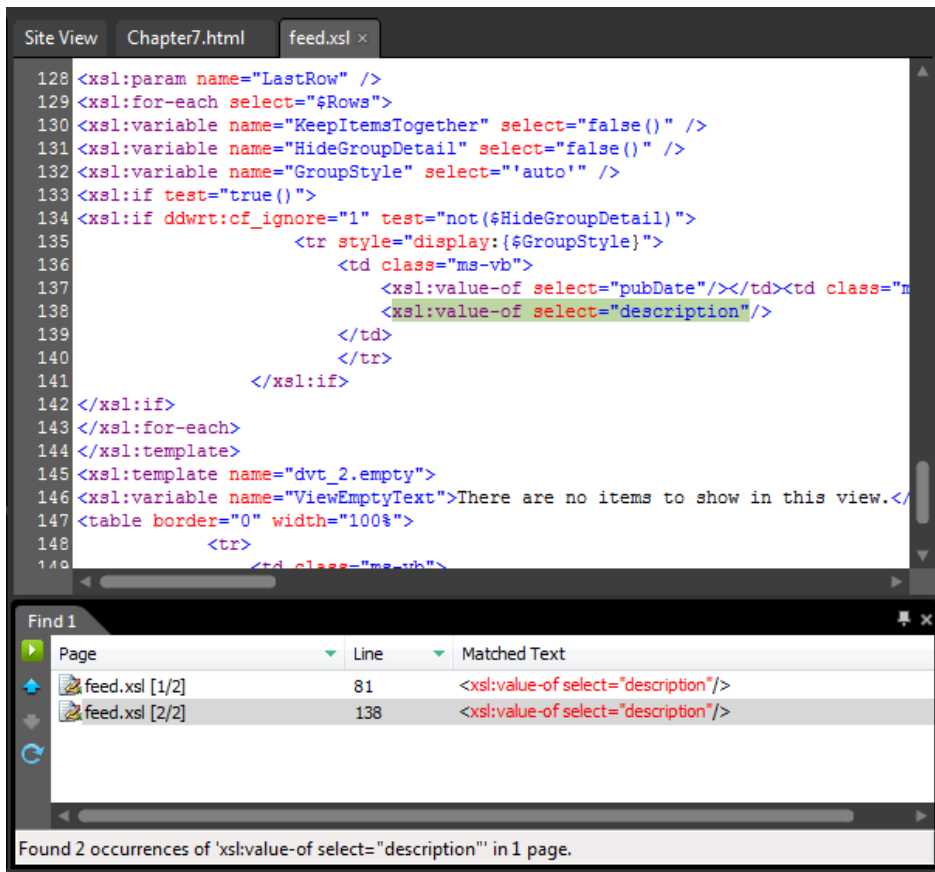 Site View Chapter7.html feed.xsl ×
128 <xsl:param name="LastRow" />
129 <xsl:for-each select="$Rows">
130 <xsl:variable name="KeepItemsTogether" select="false()" />
131 <xsl:variable name="HideGroupDetail" select="false()" />
132 <xsl:variable name="GroupStyle" select="'auto'" />
133 <xsl:if test="true()">
134 <xsl:if ddwrt:cf_ignore="1" test="not($HideGroupDetail)">
135 <tr style="display:{$GroupStyle}">
136 <td class="ms-vb">
137 <xsl:value-of select="pubDate"/></td><td class="m
138 <xsl:value-of select="description"/>
139 </td>
140 </tr>
141 </xsl:if>
142 </xsl:if>
143 </xsl:for-each>
144 </xsl:template>
145 <xsl:template name="dvt_2.empty">
146 <xsl:variable name="ViewEmptyText">There are no items to show in this view.</
147 <table border="0" width="100%">
148 <tr>
149 <td class="ms-vb">
Find 1
Page Line Matched Text
feed.xsl [1/2] 81 <xsl:value-of select="description"/>
feed.xsl [2/2] 138 <xsl:value-of select="description"/>
Found 2 occurrences of 'xsl:value-of select="description"' in 1 page.